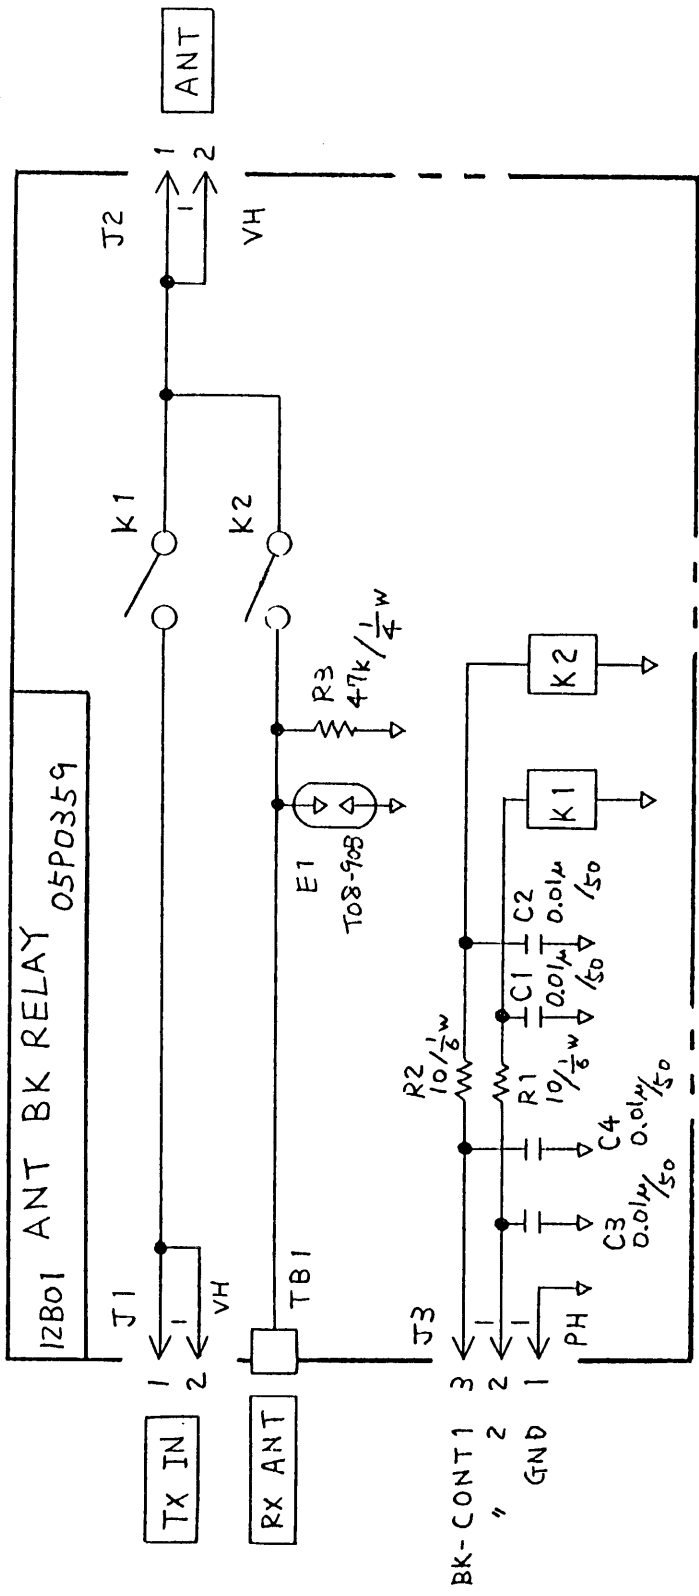 12B01 ANT BK RELAY 05P0359
TX IN
1
2
J1
VH
RX ANT
TB1
K1
K2
J2
1
2
VH
ANT
E1
T08-90B
R3
47K/ 1/4 W
BK-CONT1 3
" 2 2
GND 1
J3
PH
R2
10/ 1/6 W
R1
10/ 1/6 W
C3
0.01μ/50
C4
0.01μ/50
C1
0.01μ
/50
C2
0.01μ
/50
K1
K2